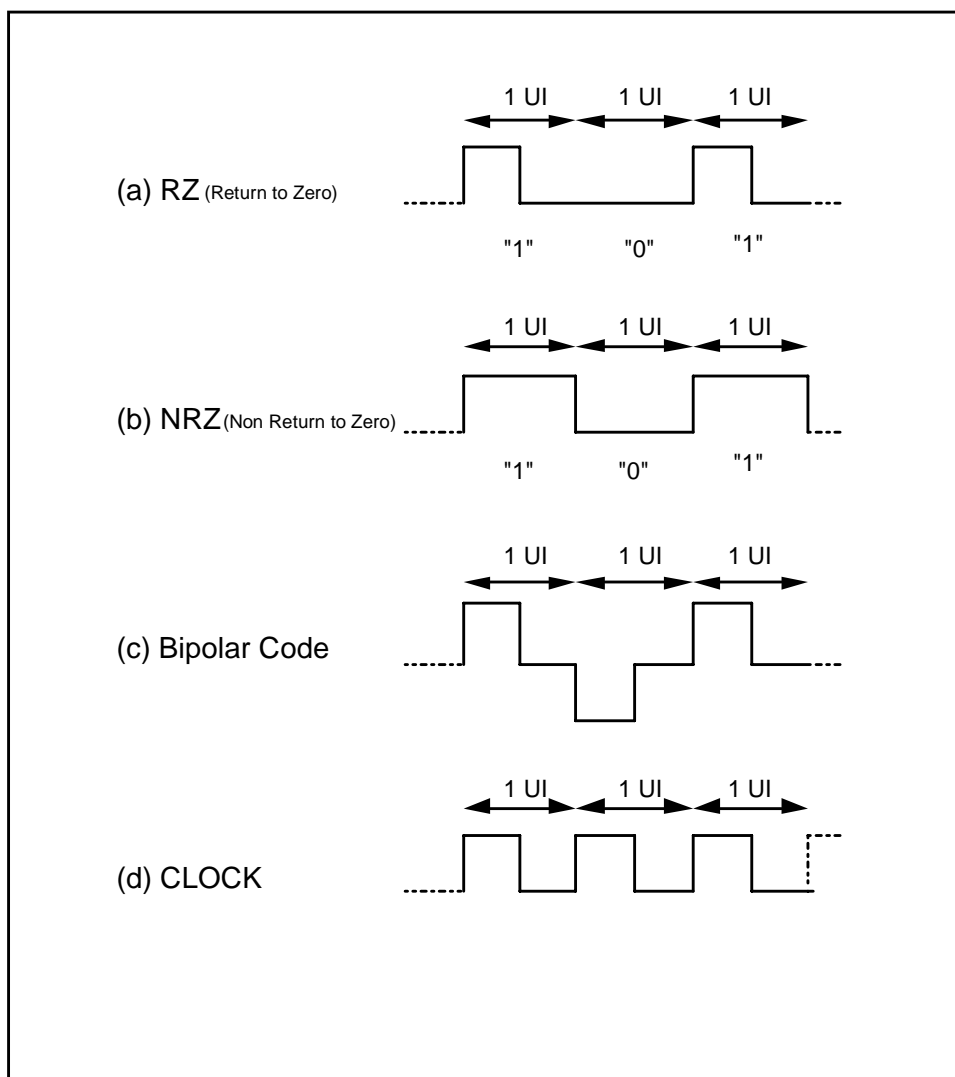 1 UI 1 UI 1 UI
(a) RZ (Return to Zero)
"1" "0" "1"
1 UI 1 UI 1 UI
(b) NRZ (Non Return to Zero)
"1" "0" "1"
1 UI 1 UI 1 UI
(c) Bipolar Code
1 UI 1 UI 1 UI
(d) CLOCK